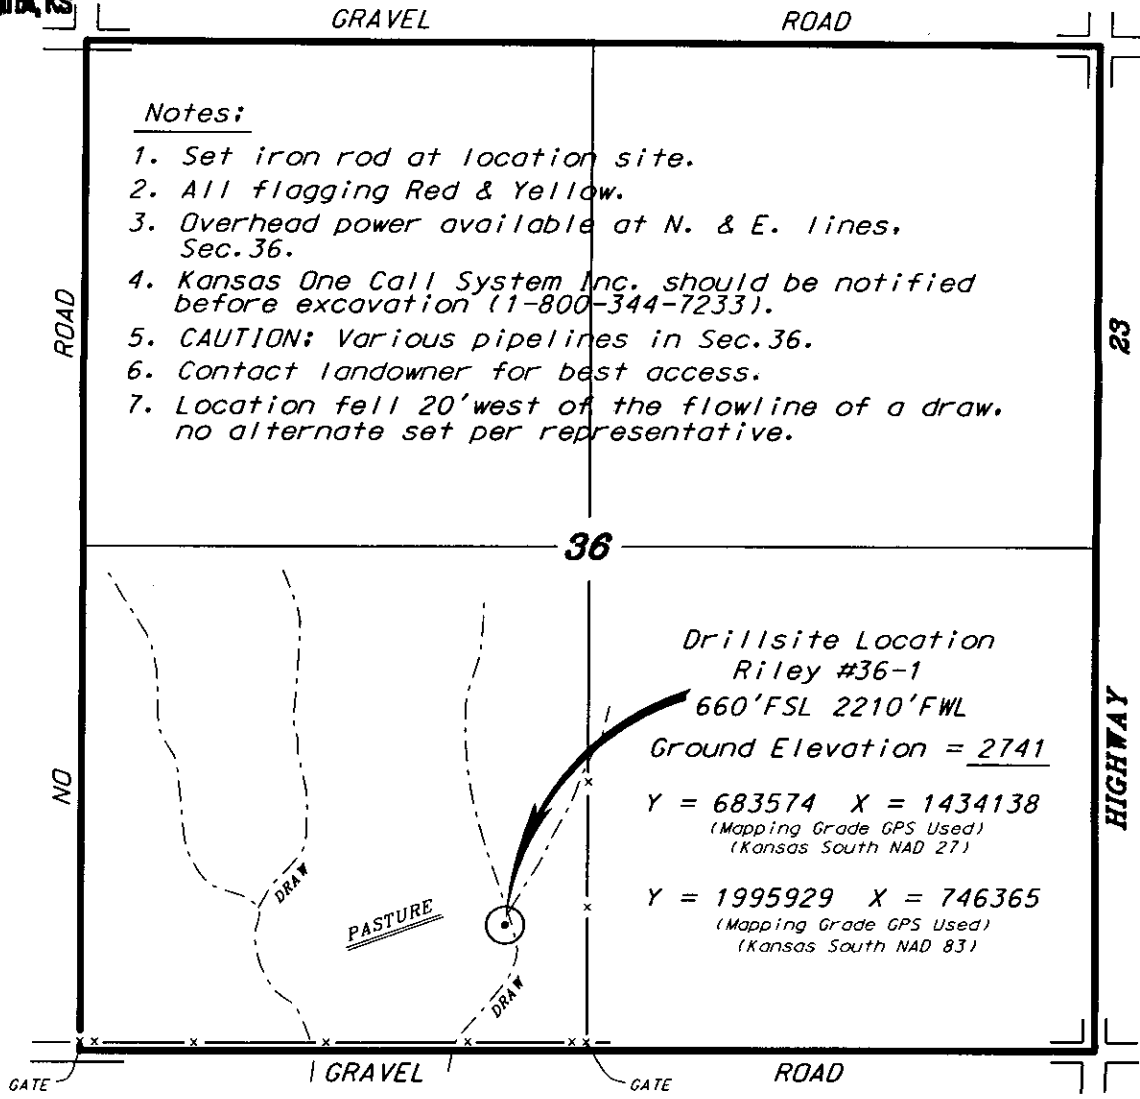 GRAVEL ROAD
Notes:
1. Set iron rod at location site.
2. All flagging Red & Yellow.
3. Overhead power available at N. & E. lines,
Sec.36.
4. Kansas One Call System Inc. should be notified
before excavation (1-800-344-7233).
5. CAUTION: Various pipelines in Sec.36.
6. Contact landowner for best access.
7. Location fell 20' west of the flowline of a draw.
no alternate set per representative.
NO ROAD
HIGHWAY 23
36
Drillsite Location
Riley #36-1
660'FSL 2210'FWL
Ground Elevation = 2741
Y = 683574 X = 1434138
(Mapping Grade GPS Used)
(Kansas South NAD 27)
Y = 1995929 X = 746365
(Mapping Grade GPS Used)
(Kansas South NAD 83)
DRAW
PASTURE
DRAW
GATE
GRAVEL
GATE
ROAD